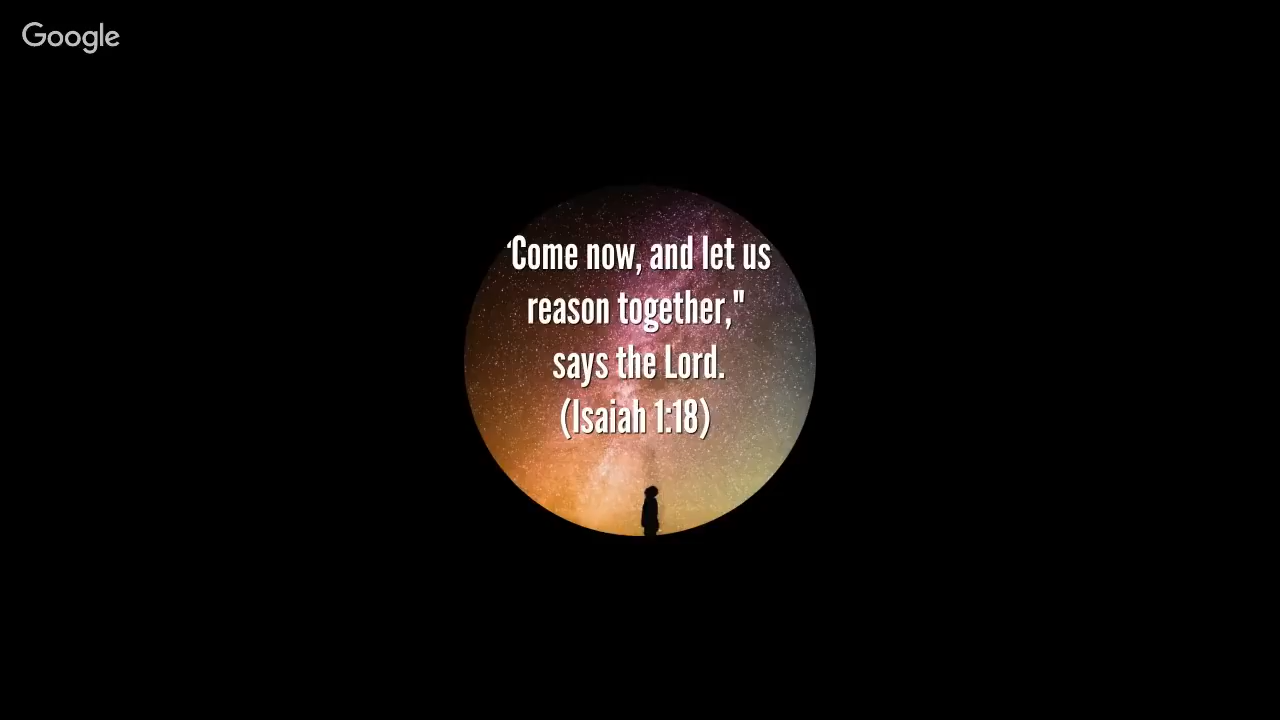 Google
"Come now, and let us
reason together,"
says the Lord.
(Isaiah 1:18)